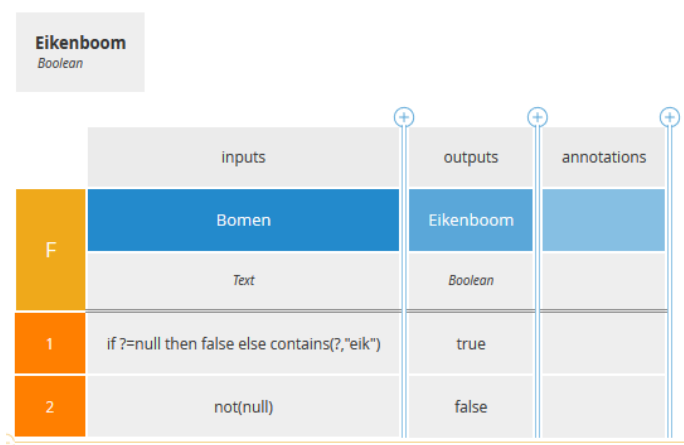 Eikenboom
Boolean
inputs outputs annotations
F
Bomen Eikenboom
Text Boolean
1 if ?=null then false else contains(?,"eik") true
2 not(null) false